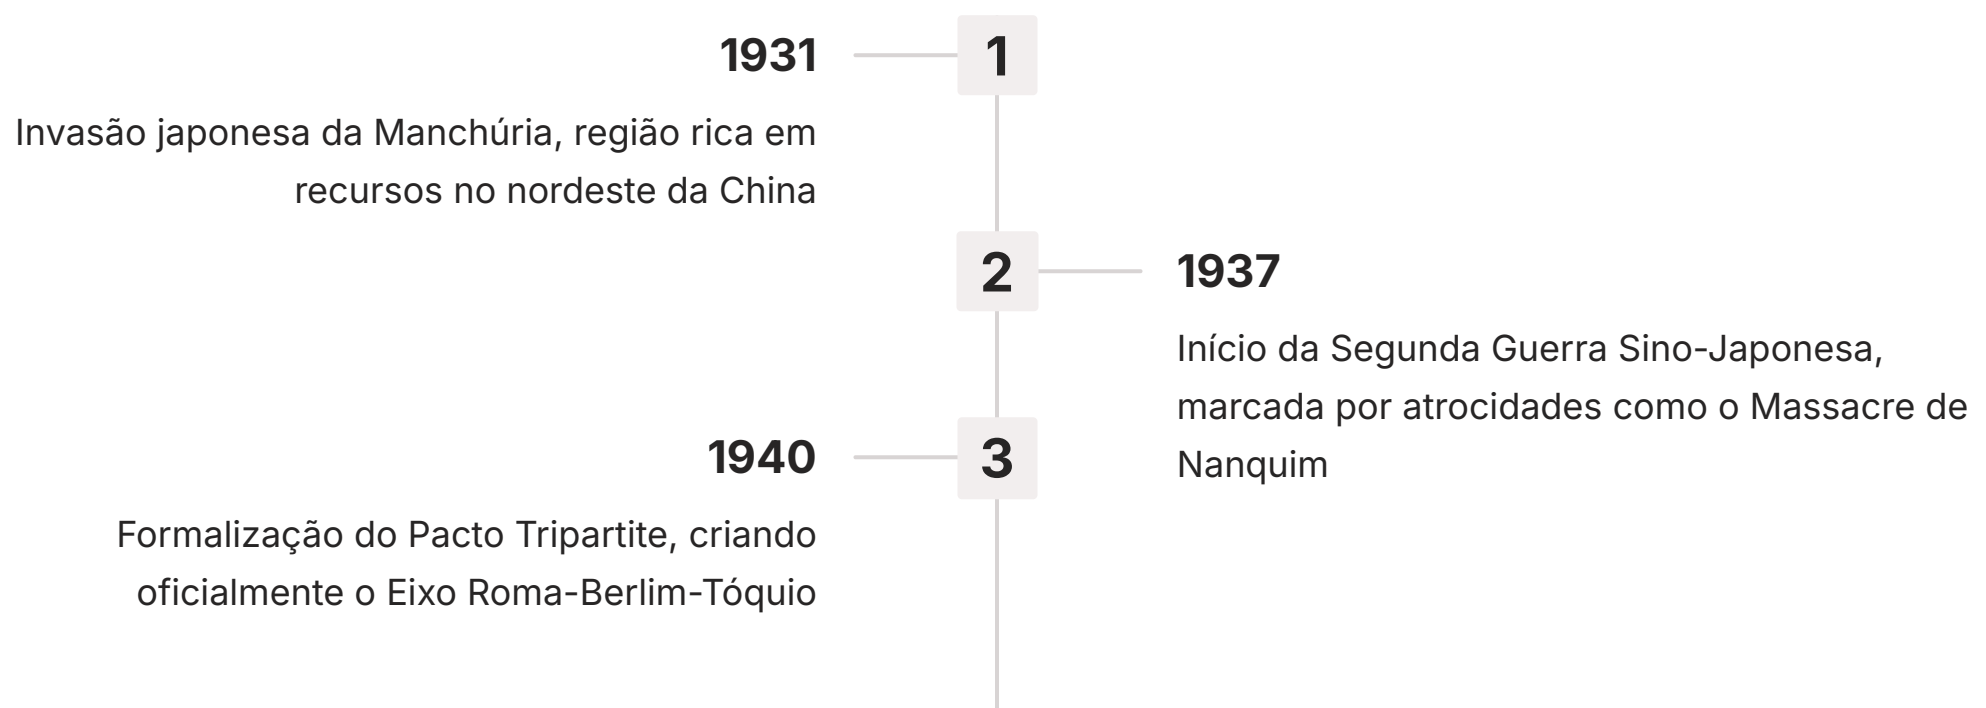 1931
1
Invasão japonesa da Manchúria, região rica em
recursos no nordeste da China
2
1937
Início da Segunda Guerra Sino-Japonesa,
marcada por atrocidades como o Massacre de
Nanquim
1940
3
Formalização do Pacto Tripartite, criando
oficialmente o Eixo Roma-Berlim-Tóquio